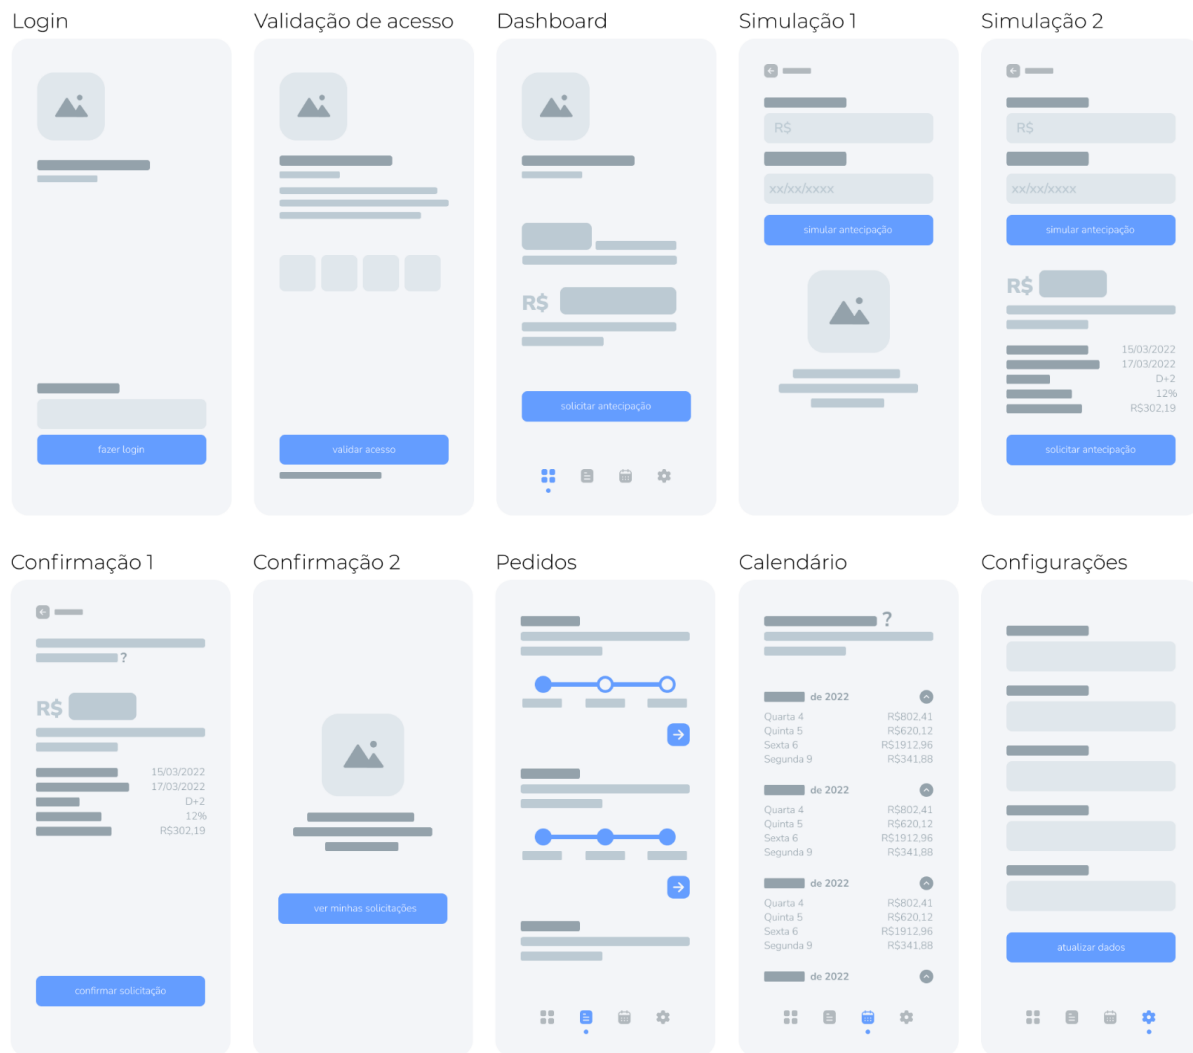 Login
Validação de acesso
Dashboard
Simulação 1
Simulação 2
fazer login
validar acesso
R$
solicitar antecipação
R$
xx/xx/xxxx
simular antecipação
R$
xx/xx/xxxx
simular antecipação
R$
15/03/2022
17/03/2022
D+2
12%
R$302,19
solicitar antecipação
Confirmação 1
Confirmação 2
Pedidos
Calendário
Configurações
?
R$
15/03/2022
17/03/2022
D+2
12%
R$302,19
confirmar solicitação
ver minhas solicitações
?
de 2022
Quarta 4 R$802,41
Quinta 5 R$620,12
Sexta 6 R$1912,96
Segunda 9 R$341,88
de 2022
Quarta 4 R$802,41
Quinta 5 R$620,12
Sexta 6 R$1912,96
Segunda 9 R$341,88
de 2022
Quarta 4 R$802,41
Quinta 5 R$620,12
Sexta 6 R$1912,96
Segunda 9 R$341,88
de 2022
atualizar dados